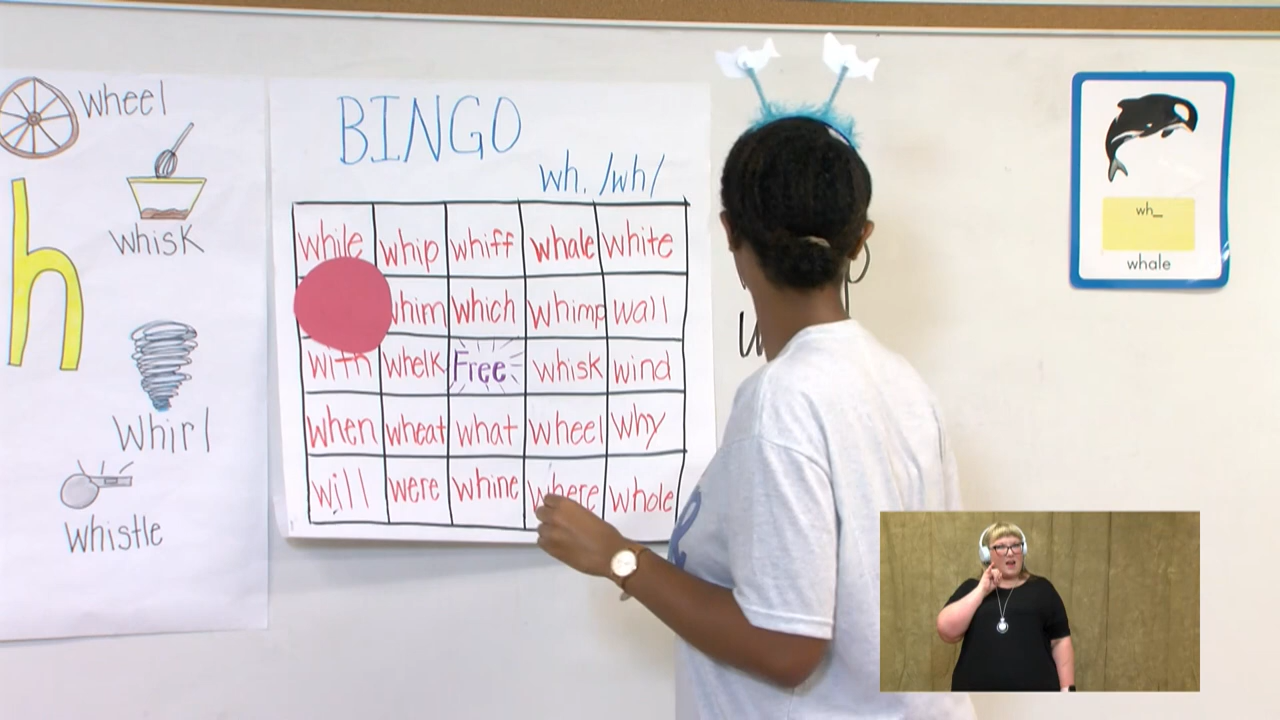 wheel
whisk
h
whirl
whistle
BINGO
wh. /wh/
while whip whiff whale white
whim which whimp wall
with whelk Free whisk wind
when wheat what wheel why
will were whine where whole
wh_
whale